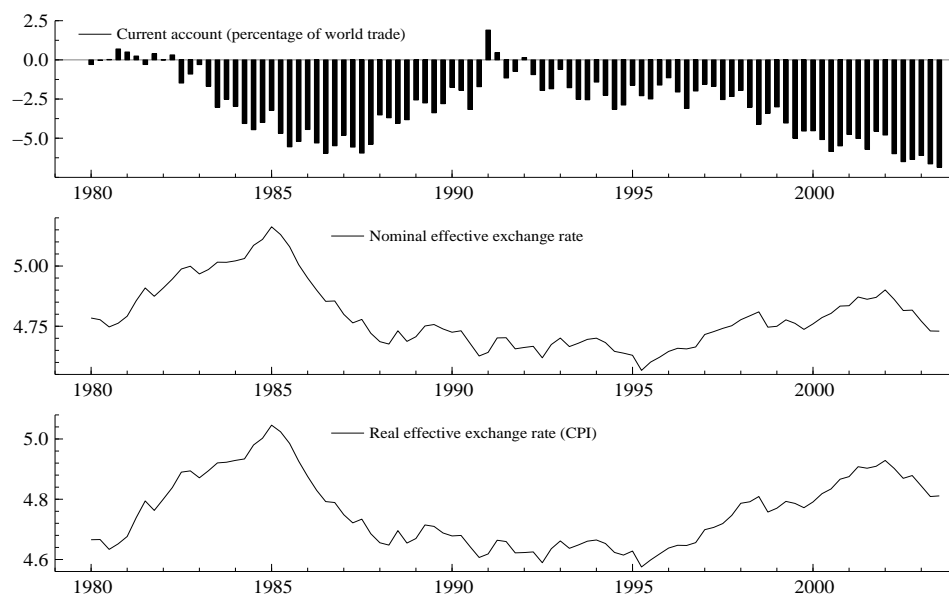 2.5
Current account (percentage of world trade)
0.0
−2.5
−5.0
1980 1985 1990 1995 2000
Nominal effective exchange rate
5.00
4.75
1980 1985 1990 1995 2000
Real effective exchange rate (CPI)
5.0
4.8
4.6
1980 1985 1990 1995 2000